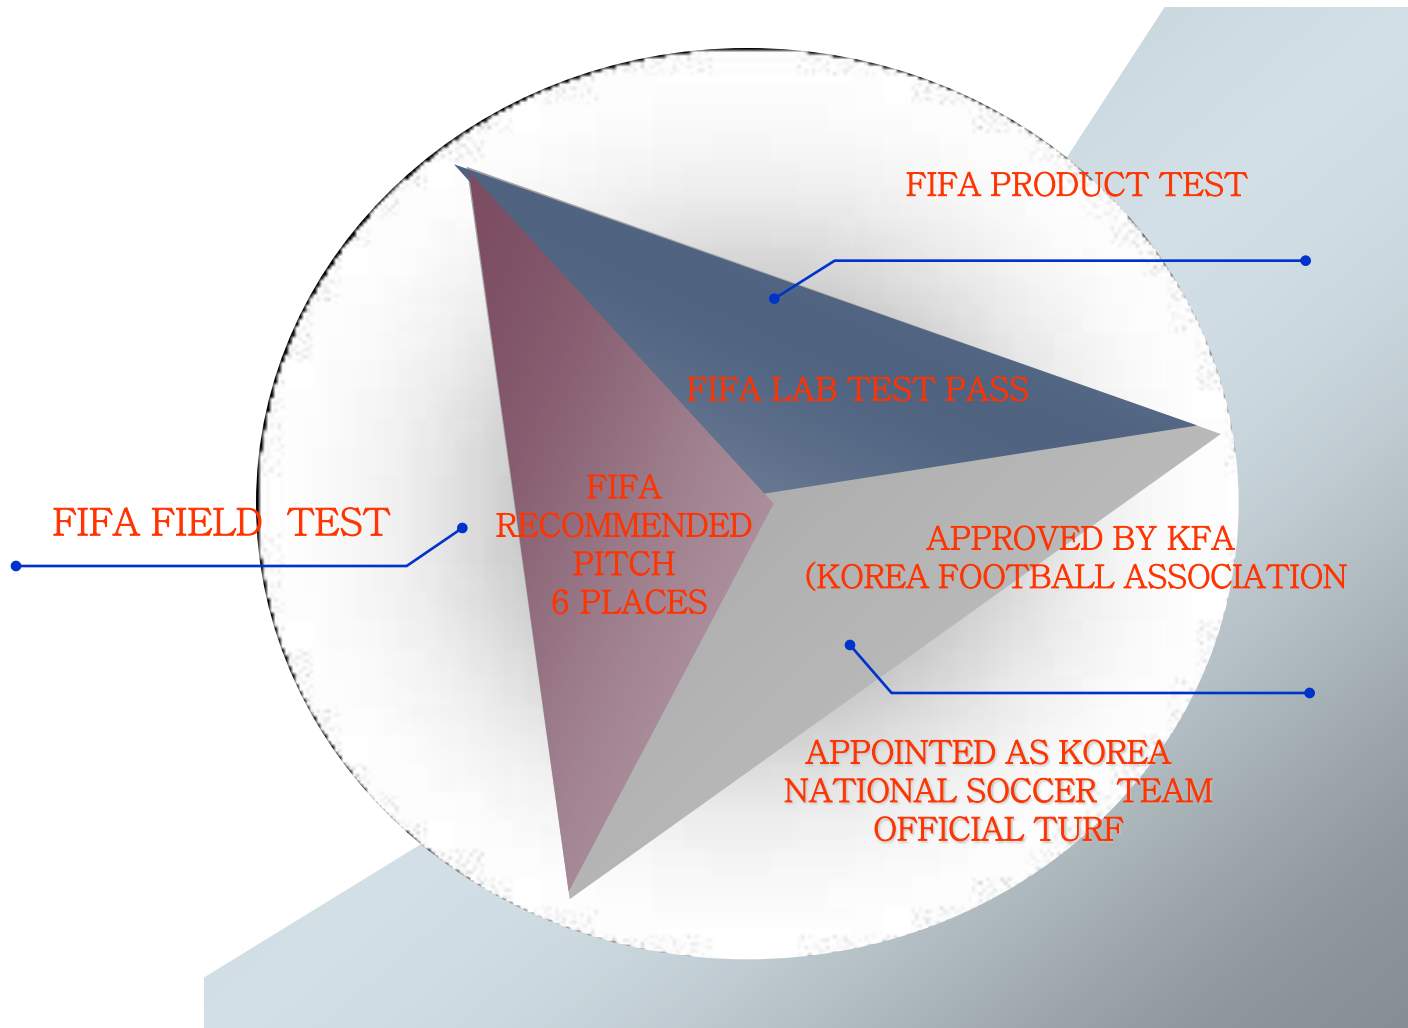 FIFA PRODUCT TEST
FIFA LAB TEST PASS
FIFA FIELD  TEST
FIFA
RECOMMENDED
PITCH
6 PLACES
APPROVED BY KFA
(KOREA FOOTBALL ASSOCIATION
APPOINTED AS KOREA
NATIONAL SOCCER  TEAM
OFFICIAL TURF